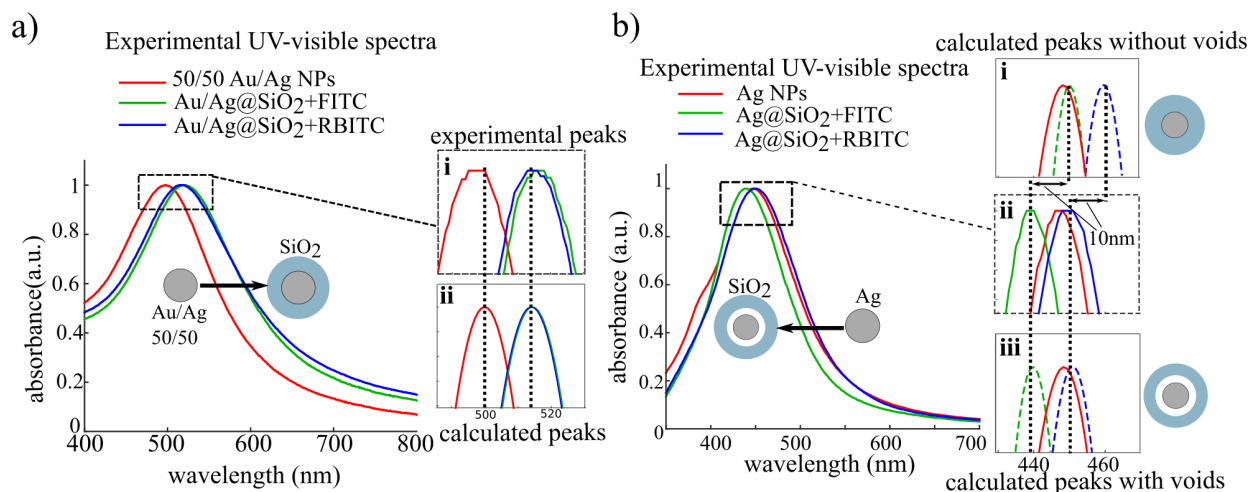 a)
Experimental UV-visible spectra
50/50 Au/Ag NPs
Au/Ag@SiO2+FITC
Au/Ag@SiO2+RBITC
absorbance(a.u.)
1
0.8
0.6
0.4
0.2
0
400 500 600 700 800
wavelength (nm)
SiO2
Au/Ag
50/50
experimental peaks
i
ii
500 520
calculated peaks
b)
Experimental UV-visible spectra
Ag NPs
Ag@SiO2+FITC
Ag@SiO2+RBITC
absorbance (a.u.)
1
0.8
0.6
0.4
0.2
0
400 500 600 700
wavelength (nm)
SiO2
Ag
calculated peaks without voids
i
ii
10nm
iii
440 460
calculated peaks with voids